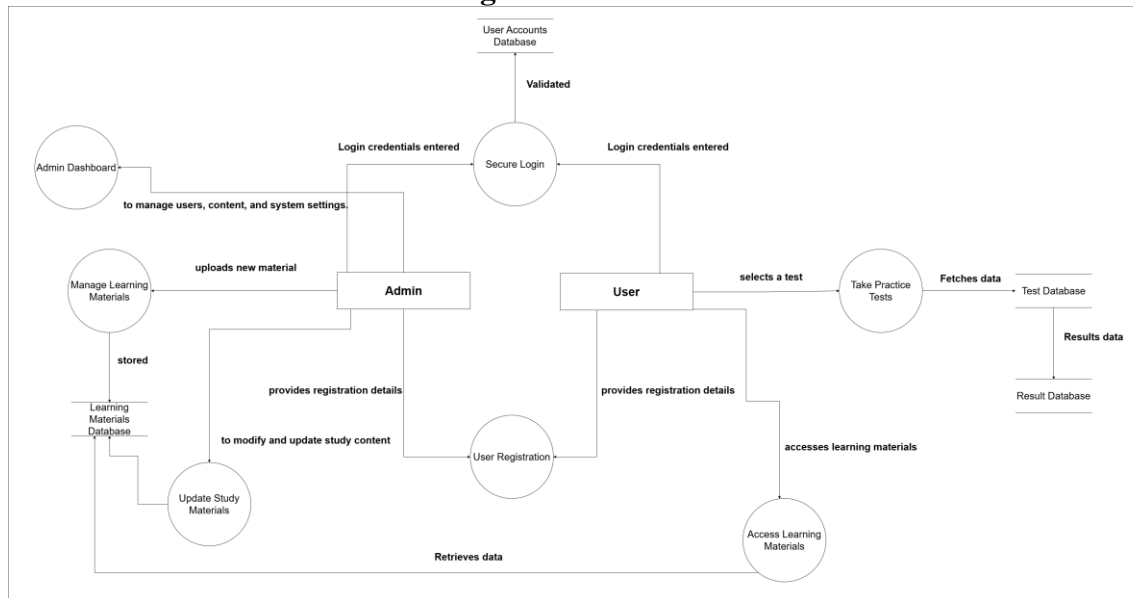 User Accounts
Database
Validated
Login credentials entered
Login credentials entered
Secure Login
Admin Dashboard
to manage users, content, and system settings.
uploads new material
selects a test
Fetches data
Manage Learning
Materials
Admin
User
Take Practice
Tests
Test Database
Results data
stored
provides registration details
provides registration details
Result Database
Learning
Materials
Database
to modify and update study content
accesses learning materials
User Registration
Update Study
Materials
Access Learning
Materials
Retrieves data